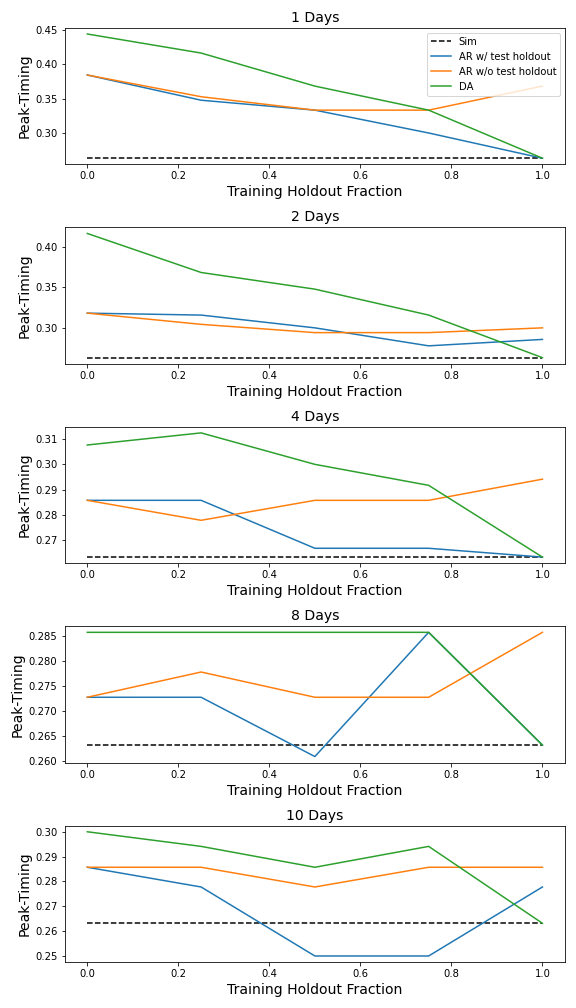 1 Days
0.45
0.40
0.35
0.30
Peak-Timing
Sim
AR w/ test holdout
AR w/o test holdout
DA
0.0 0.2 0.4 0.6 0.8 1.0
Training Holdout Fraction
2 Days
0.40
0.35
0.30
Peak-Timing
0.0 0.2 0.4 0.6 0.8 1.0
Training Holdout Fraction
4 Days
0.31
0.30
0.29
0.28
0.27
Peak-Timing
0.0 0.2 0.4 0.6 0.8 1.0
Training Holdout Fraction
8 Days
0.285
0.280
0.275
0.270
0.265
0.260
Peak-Timing
0.0 0.2 0.4 0.6 0.8 1.0
Training Holdout Fraction
10 Days
0.30
0.29
0.28
0.27
0.26
0.25
Peak-Timing
0.0 0.2 0.4 0.6 0.8 1.0
Training Holdout Fraction